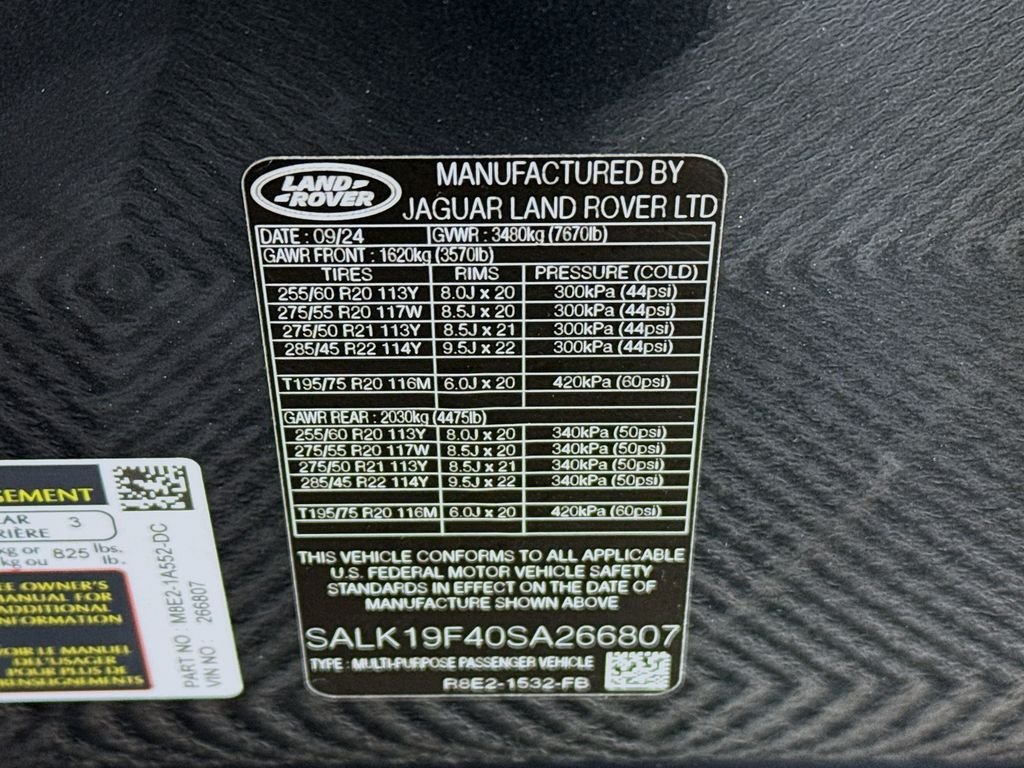 LAND-
-ROVER
MANUFACTURED BY
JAGUAR LAND ROVER LTD
DATE : 09/24 GVWR : 3480kg (7670lb)
GAWR FRONT : 1620kg (3570lb)
TIRES RIMS PRESSURE (COLD)
255/60 R20 113Y 8.0J x 20 300kPa (44psi)
275/55 R20 117W 8.5J x 20 300kPa (44psi)
275/50 R21 113Y 8.5J x 21 300kPa (44psi)
285/45 R22 114Y 9.5J x 22 300kPa (44psi)
T195/75 R20 116M 6.0J x 20 420kPa (60psi)
GAWR REAR : 2030kg (4475lb)
255/60 R20 113Y 8.0J x 20 340kPa (50psi)
275/55 R20 117W 8.5J x 20 340kPa (50psi)
275/50 R21 113Y 8.5J x 21 340kPa (50psi)
285/45 R22 114Y 9.5J x 22 340kPa (50psi)
T195/75 R20 116M 6.0J x 20 420kPa (60psi)
THIS VEHICLE CONFORMS TO ALL APPLICABLE
U.S. FEDERAL MOTOR VEHICLE SAFETY
STANDARDS IN EFFECT ON THE DATE OF
MANUFACTURE SHOWN ABOVE
SALK19F40SA266807
TYPE : MULTI-PURPOSE PASSENGER VEHICLE
R8E2-1532-FB
GEMENT
AR 3
RIÈRE
kg or 825 lbs.
kg ou lb.
EE OWNER'S
MANUAL FOR
ADDITIONAL
INFORMATION
VOIR LE MANUEL
DE L'USAGER
POUR PLUS DE
RENSEIGNEMENTS
PART NO : M8E2-1A552-DC
VIN NO : 266807